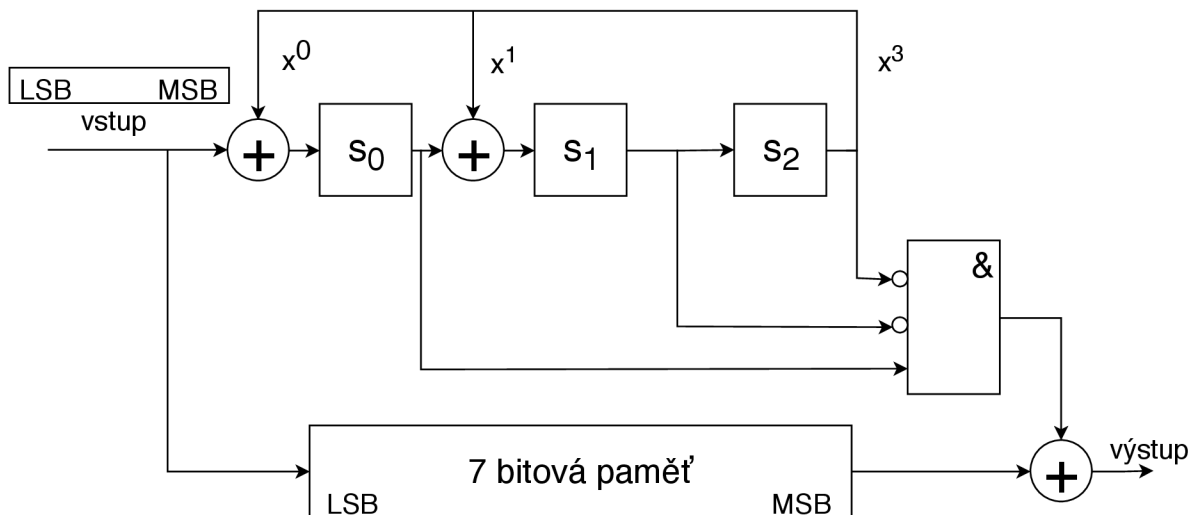 x⁰
x¹
x³
LSB MSB
vstup
+
S₀
+
S₁
S₂
&
7 bitová paměť
LSB MSB
+
výstup